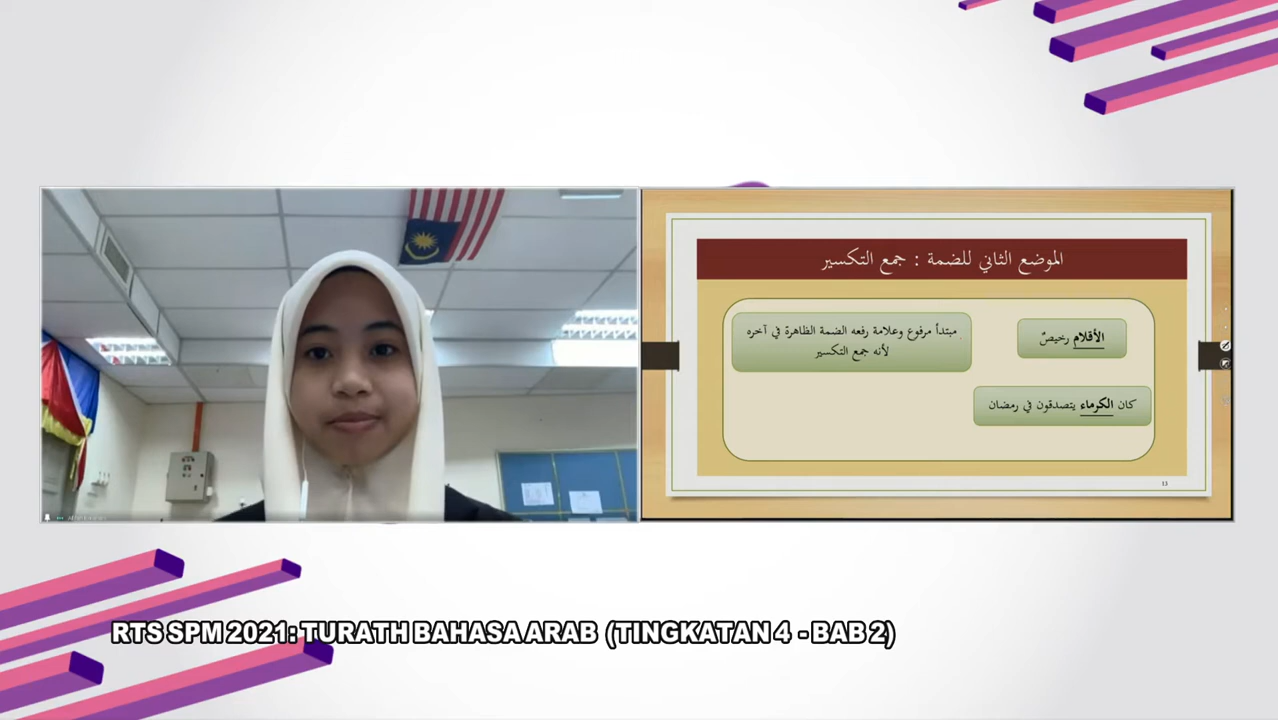 الموضع الثاني للضمة : جمع التكسير
الأقلام رخيصٌ
مبتدأ مرفوع وعلامة رفعه الضمة الظاهرة في آخره
لأنه جمع التكسير
كان الكرماء يتصدقون في رمضان
13
RTS SPM 2021: TURATH BAHASA ARAB (TINGKATAN 4 - BAB 2)